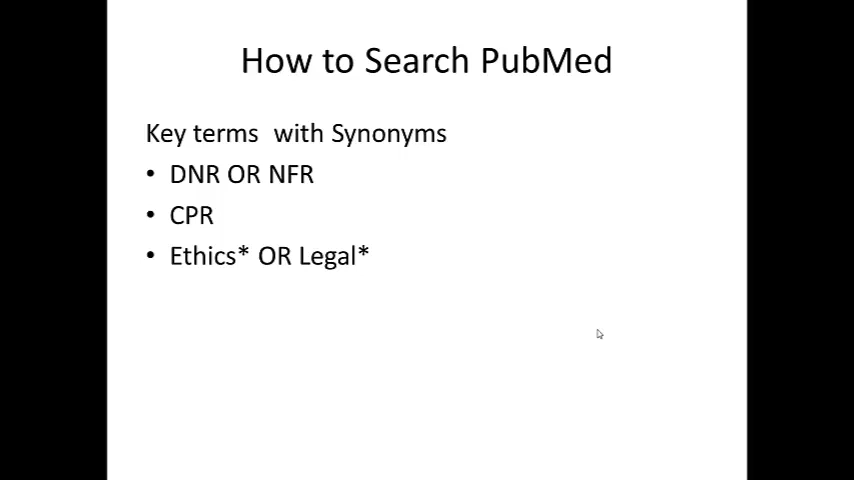 How to Search PubMed
Key terms  with Synonyms
• DNR OR NFR
• CPR
• Ethics* OR Legal*